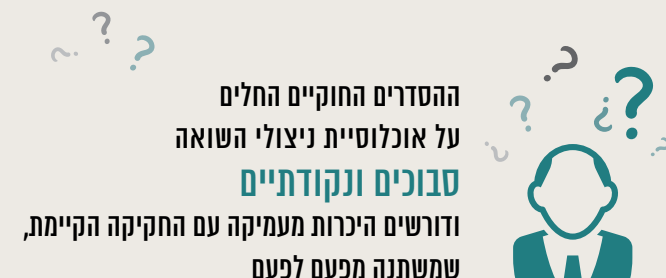 ההסדרים החוקיים החלים
על אוכלוסיית ניצולי השואה
סבוכים ונקודתיים
ודורשים היכרות מעמיקה עם החקיקה הקיימת,
שמשתנה מפעם לפעם